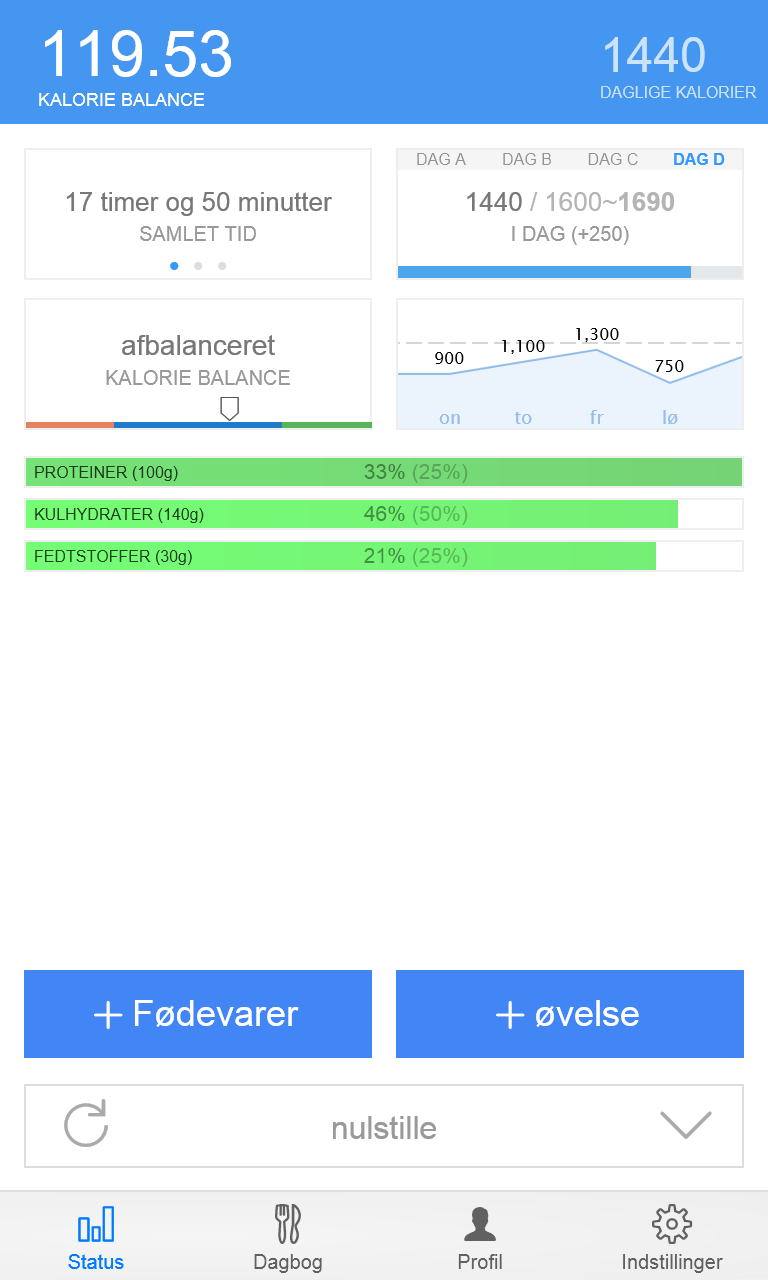 119.53
KALORIE BALANCE
1440
DAGLIGE KALORIER
17 timer og 50 minutter
SAMLET TID
DAG A DAG B DAG C DAG D
1440 / 1600~1690
I DAG (+250)
afbalanceret
KALORIE BALANCE
900 1,100 1,300 750
on to fr lø
PROTEINER (100g) 33% (25%)
KULHYDRATER (140g) 46% (50%)
FEDTSTOFFER (30g) 21% (25%)
+ Fødevarer
+ øvelse
nulstille
Status Dagbog Profil Indstillinger